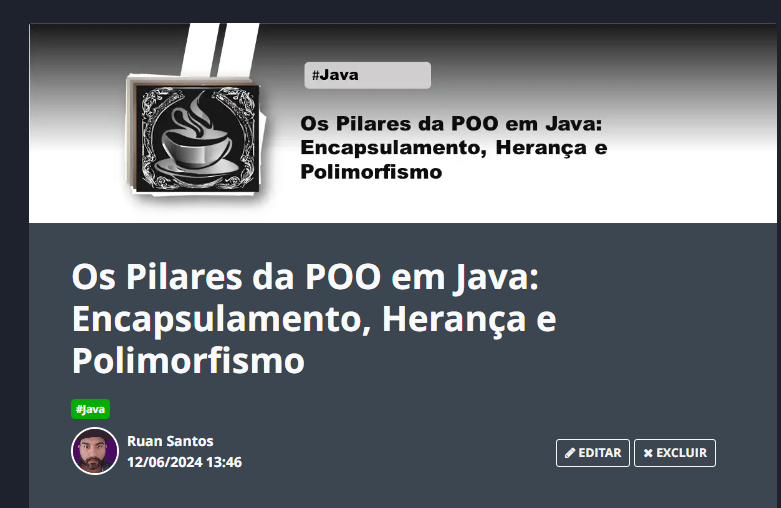 #Java
Os Pilares da POO em Java:
Encapsulamento, Herança e
Polimorfismo
Os Pilares da POO em Java:
Encapsulamento, Herança e
Polimorfismo
#Java
Ruan Santos
12/06/2024 13:46
EDITAR
EXCLUIR